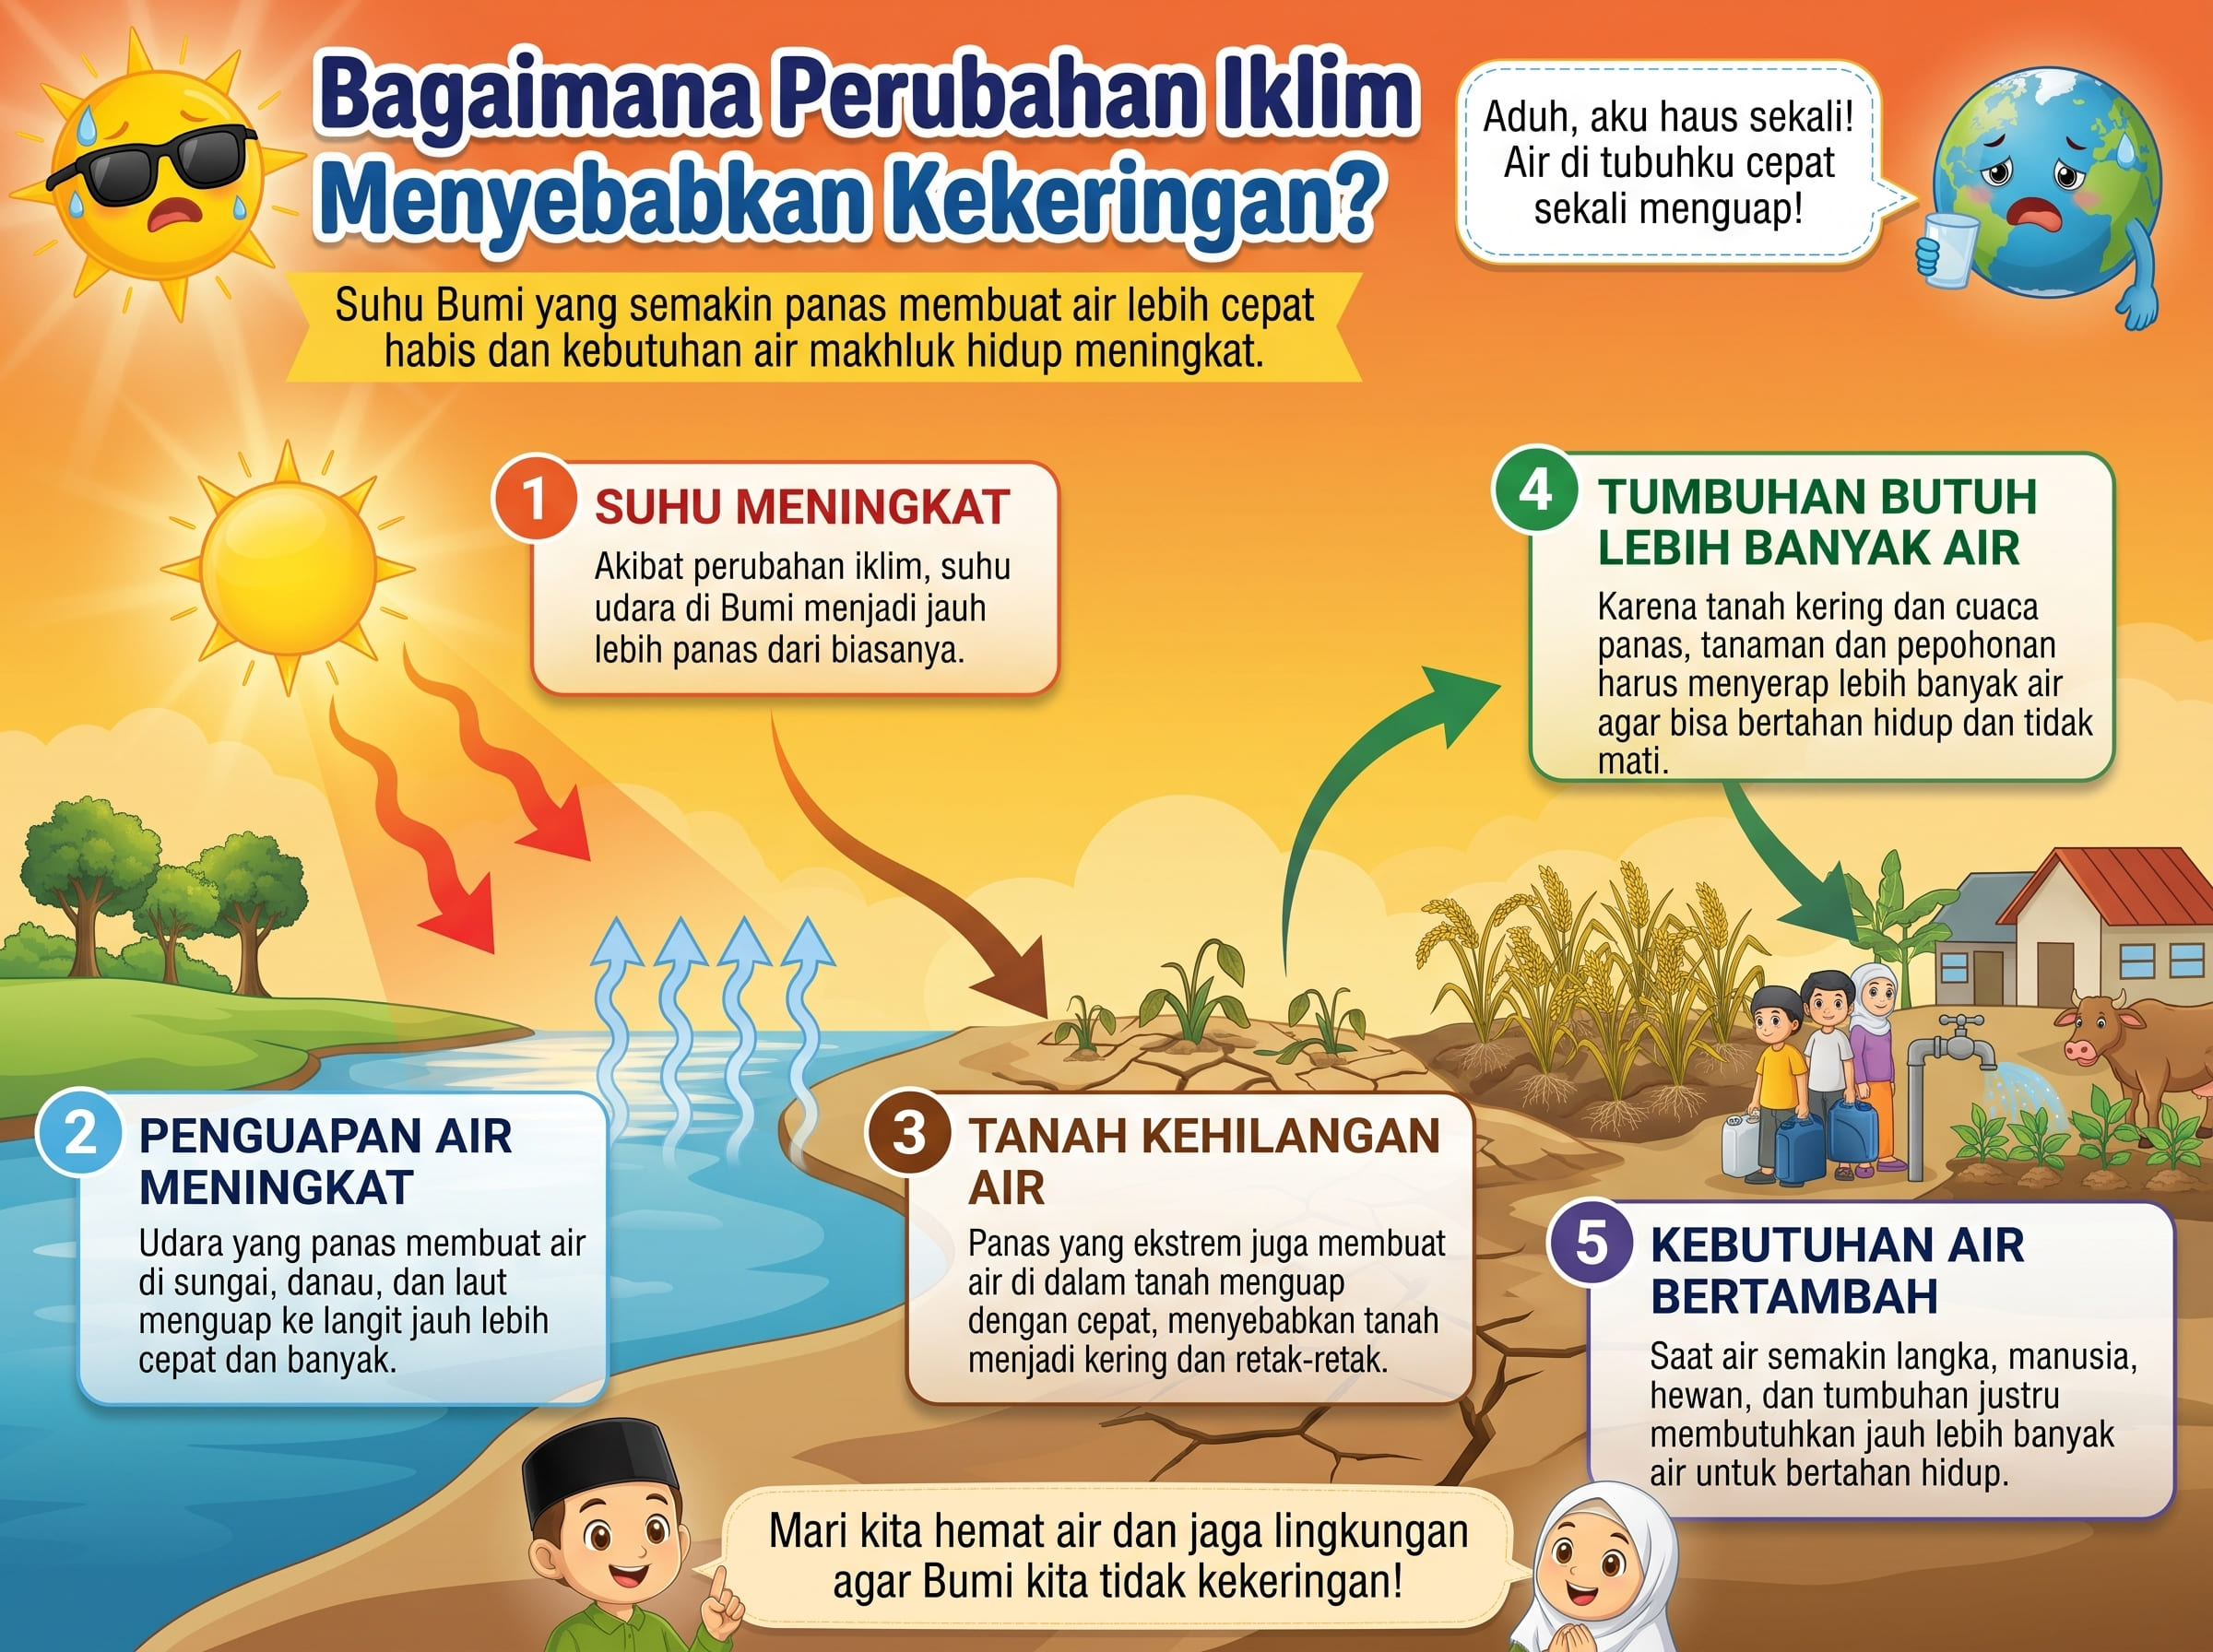 Bagaimana Perubahan Iklim
Menyebabkan Kekeringan?
Suhu Bumi yang semakin panas membuat air lebih cepat
habis dan kebutuhan air makhluk hidup meningkat.
Aduh, aku haus sekali!
Air di tubuhku cepat
sekali menguap!
1
SUHU MENINGKAT
Akibat perubahan iklim, suhu
udara di Bumi menjadi jauh
lebih panas dari biasanya.
2
PENGUAPAN AIR
MENINGKAT
Udara yang panas membuat air
di sungai, danau, dan laut
menguap ke langit jauh lebih
cepat dan banyak.
3
TANAH KEHILANGAN
AIR
Panas yang ekstrem juga membuat
air di dalam tanah menguap
dengan cepat, menyebabkan tanah
menjadi kering dan retak-retak.
4
TUMBUHAN BUTUH
LEBIH BANYAK AIR
Karena tanah kering dan cuaca
panas, tanaman dan pepohonan
harus menyerap lebih banyak air
agar bisa bertahan hidup dan tidak
mati.
5
KEBUTUHAN AIR
BERTAMBAH
Saat air semakin langka, manusia,
hewan, dan tumbuhan justru
membutuhkan jauh lebih banyak
air untuk bertahan hidup.
Mari kita hemat air dan jaga lingkungan
agar Bumi kita tidak kekeringan!